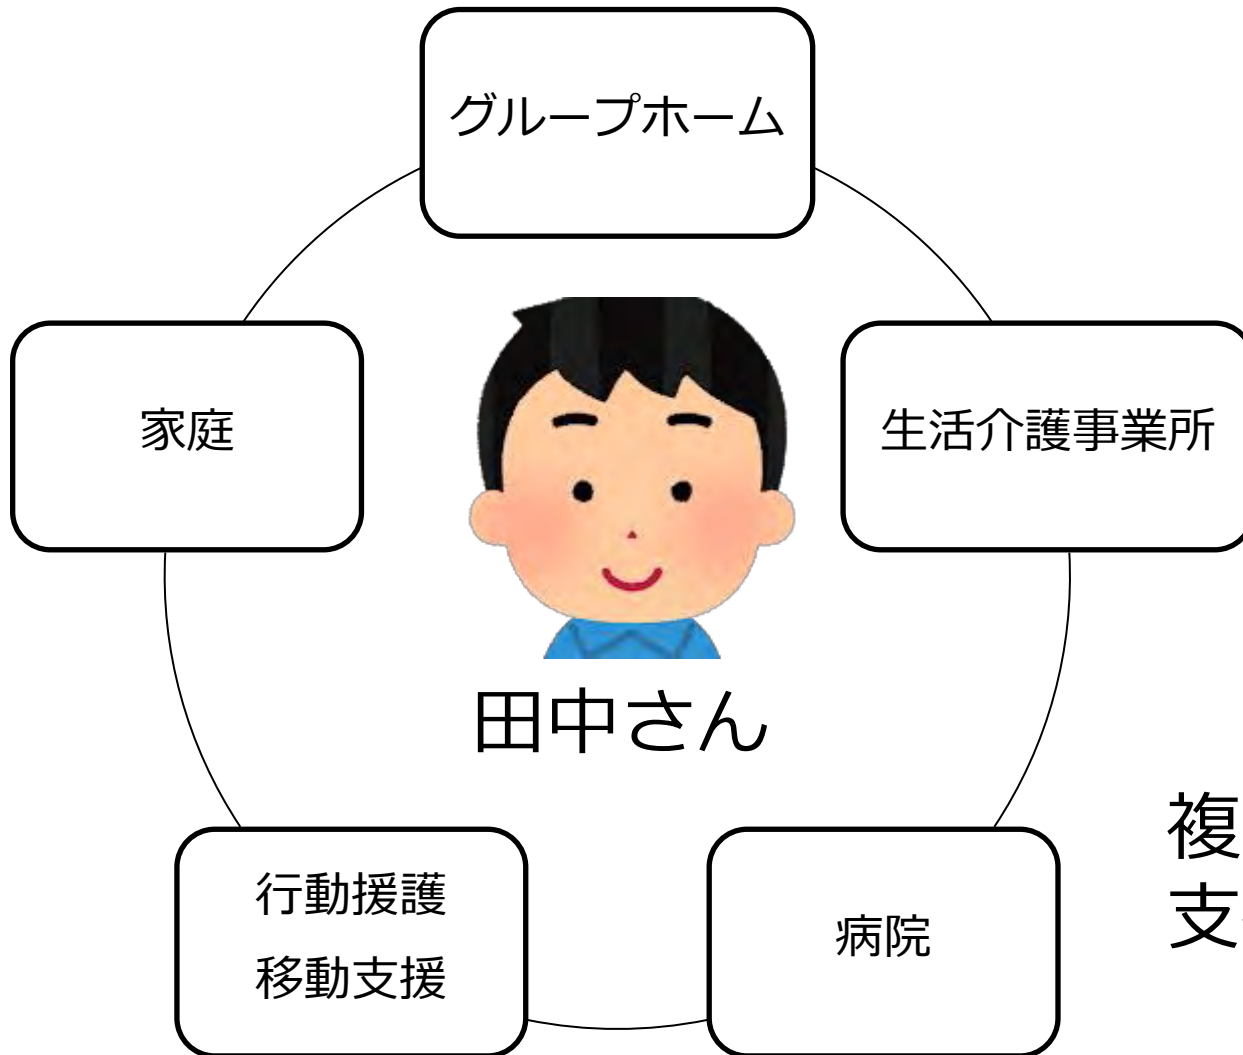 グループホーム
家庭
生活介護事業所
田中さん
行動援護
移動支援
病院
複
支